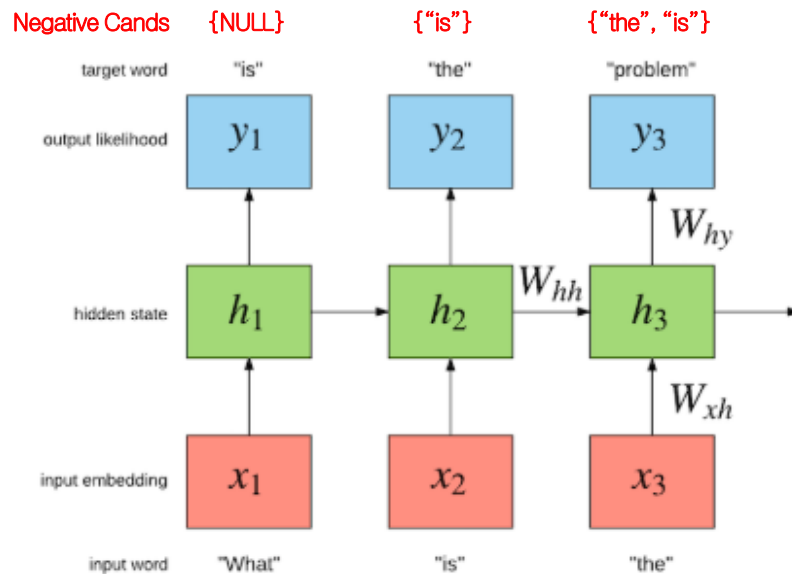 Negative Cands {NULL} {“is”} {“the”, “is”}
target word "is" "the" "problem"
output likelihood y1 y2 y3
Why
Whh
hidden state h1 h2 h3
Wxh
input embedding x1 x2 x3
input word "What" "is" "the"